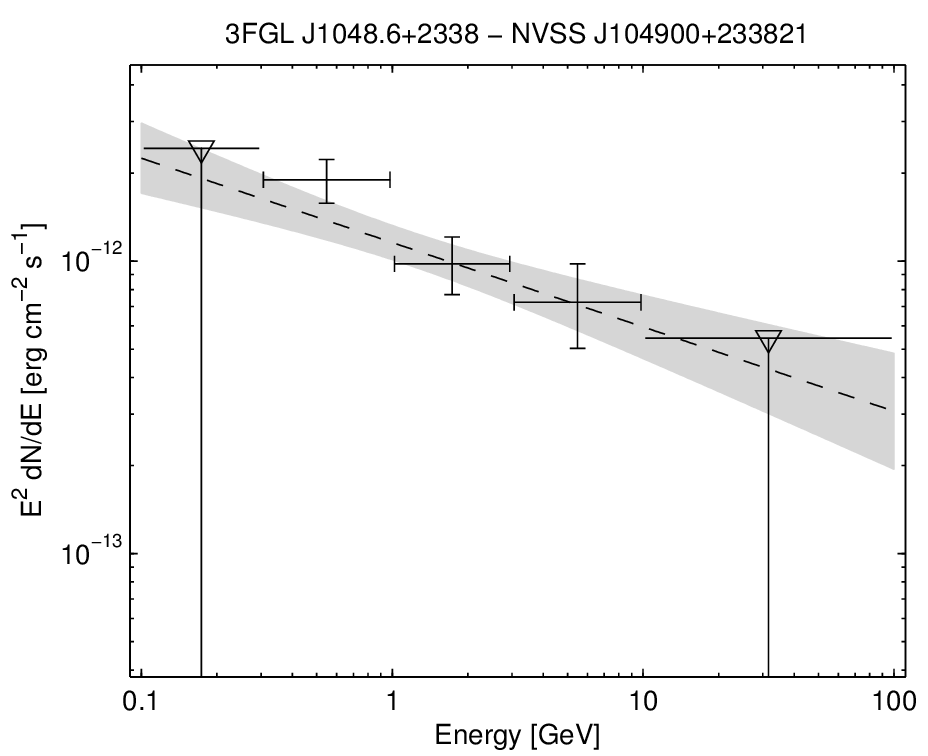 3FGL J1048.6+2338 − NVSS J104900+233821
E² dN/dE [erg cm⁻² s⁻¹]
10⁻¹²
10⁻¹³
0.1 1 10 100
Energy [GeV]